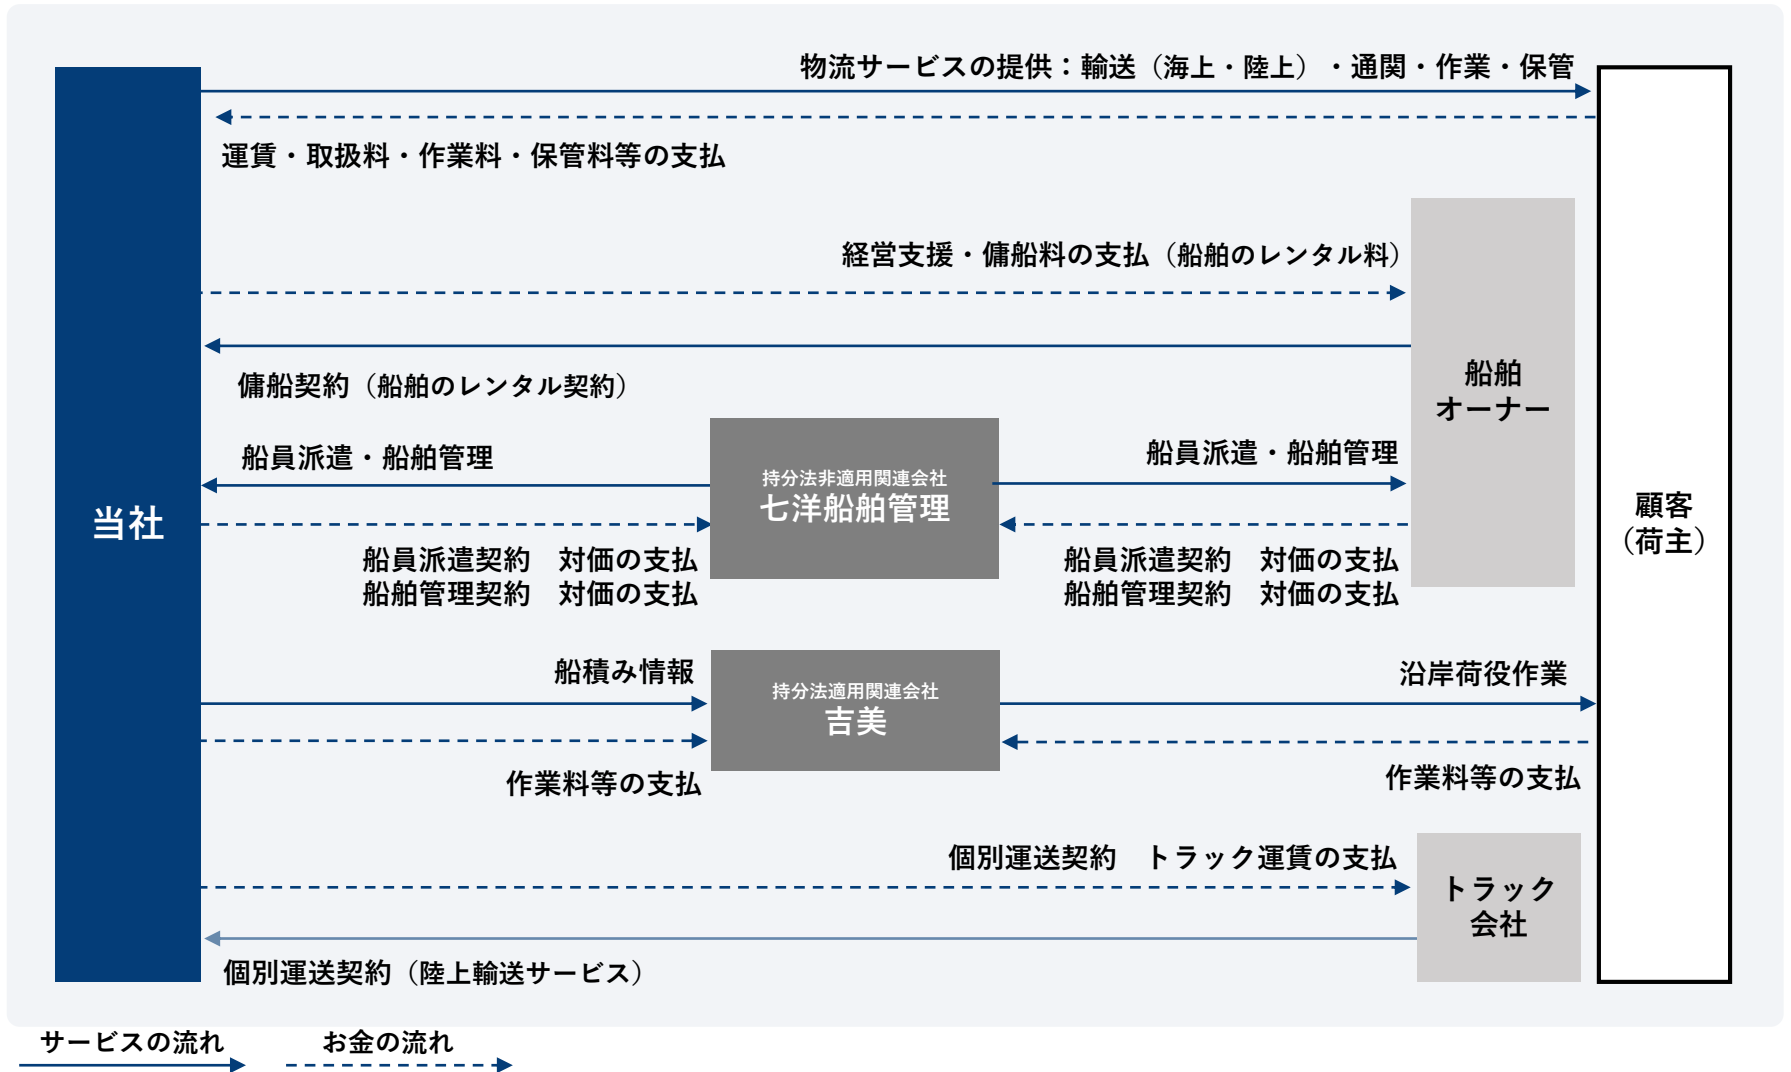 物流サービスの提供：輸送（海上・陸上）・通関・作業・保管
運賃・取扱料・作業料・保管料等の支払
経営支援・傭船料の支払（船舶のレンタル料）
傭船契約（船舶のレンタル契約）
船舶
オーナー
船員派遣・船舶管理
持分法非適用関連会社
七洋船舶管理
船員派遣・船舶管理
当社
顧客
（荷主）
船員派遣契約　対価の支払
船舶管理契約　対価の支払
船員派遣契約　対価の支払
船舶管理契約　対価の支払
船積み情報
持分法適用関連会社
吉美
沿岸荷役作業
作業料等の支払
作業料等の支払
個別運送契約　トラック運賃の支払
トラック
会社
個別運送契約（陸上輸送サービス）
サービスの流れ
お金の流れ